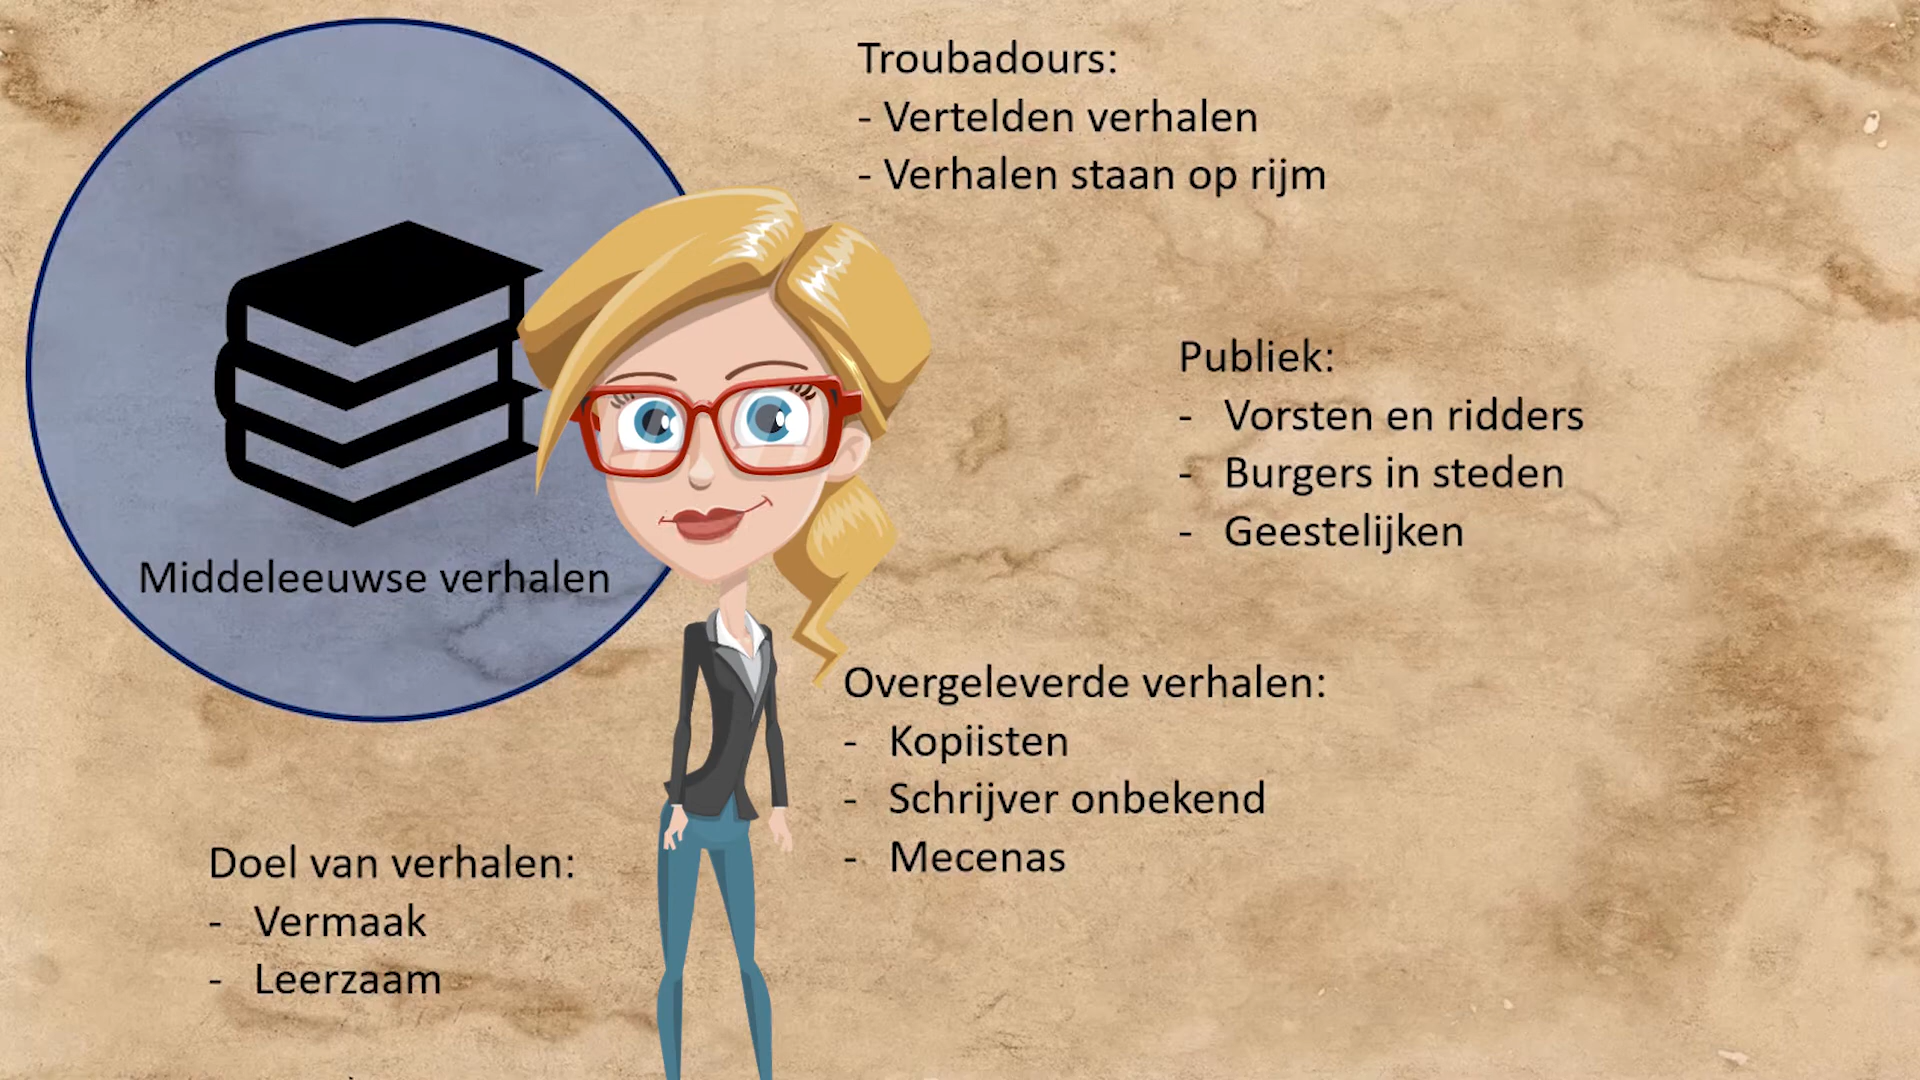 Troubadours:
- Vertelden verhalen
- Verhalen staan op rijm
Middeleeuwse verhalen
Publiek:
- Vorsten en ridders
- Burgers in steden
- Geestelijken
Overgeleverde verhalen:
- Kopiisten
- Schrijver onbekend
- Mecenas
Doel van verhalen:
- Vermaak
- Leerzaam